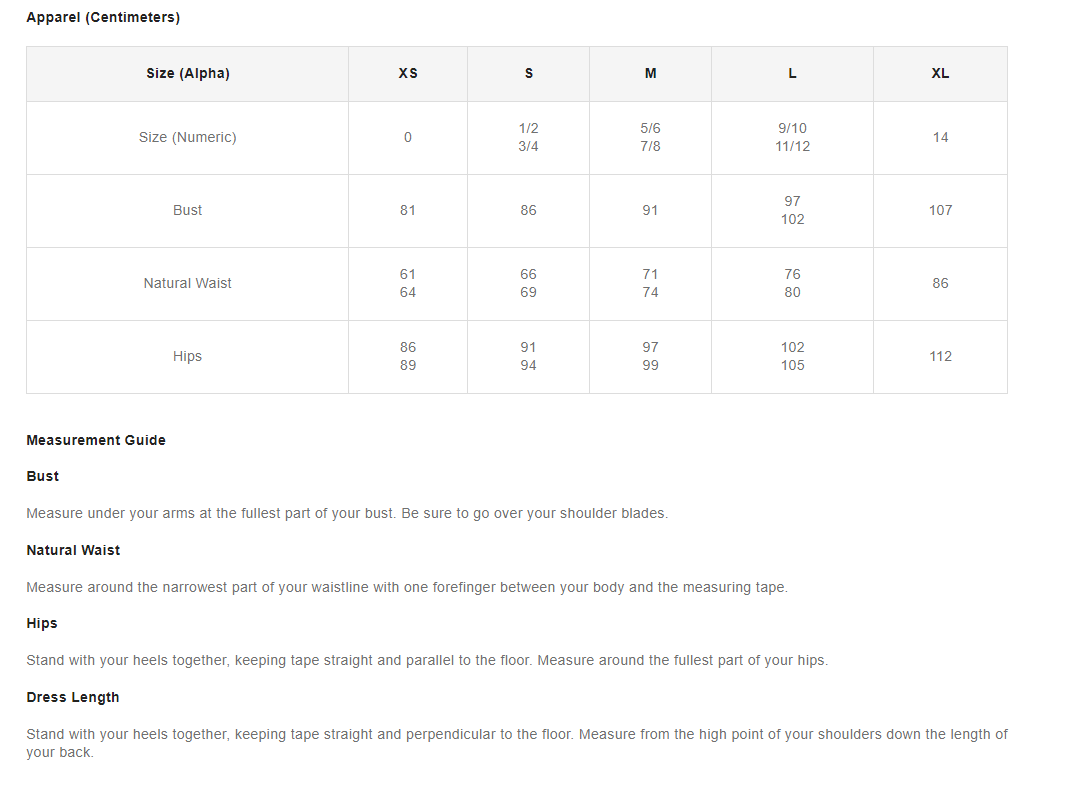 Apparel (Centimeters)
Size (Alpha) XS S M L XL
Size (Numeric) 0 1/2 5/6 9/10 14
3/4 7/8 11/12
Bust 81 86 91 97 107
102
Natural Waist 61 66 71 76 86
64 69 74 80
Hips 86 91 97 102 112
89 94 99 105
Measurement Guide
Bust
Measure under your arms at the fullest part of your bust. Be sure to go over your shoulder blades.
Natural Waist
Measure around the narrowest part of your waistline with one forefinger between your body and the measuring tape.
Hips
Stand with your heels together, keeping tape straight and parallel to the floor. Measure around the fullest part of your hips.
Dress Length
Stand with your heels together, keeping tape straight and perpendicular to the floor. Measure from the high point of your shoulders down the length of
your back.